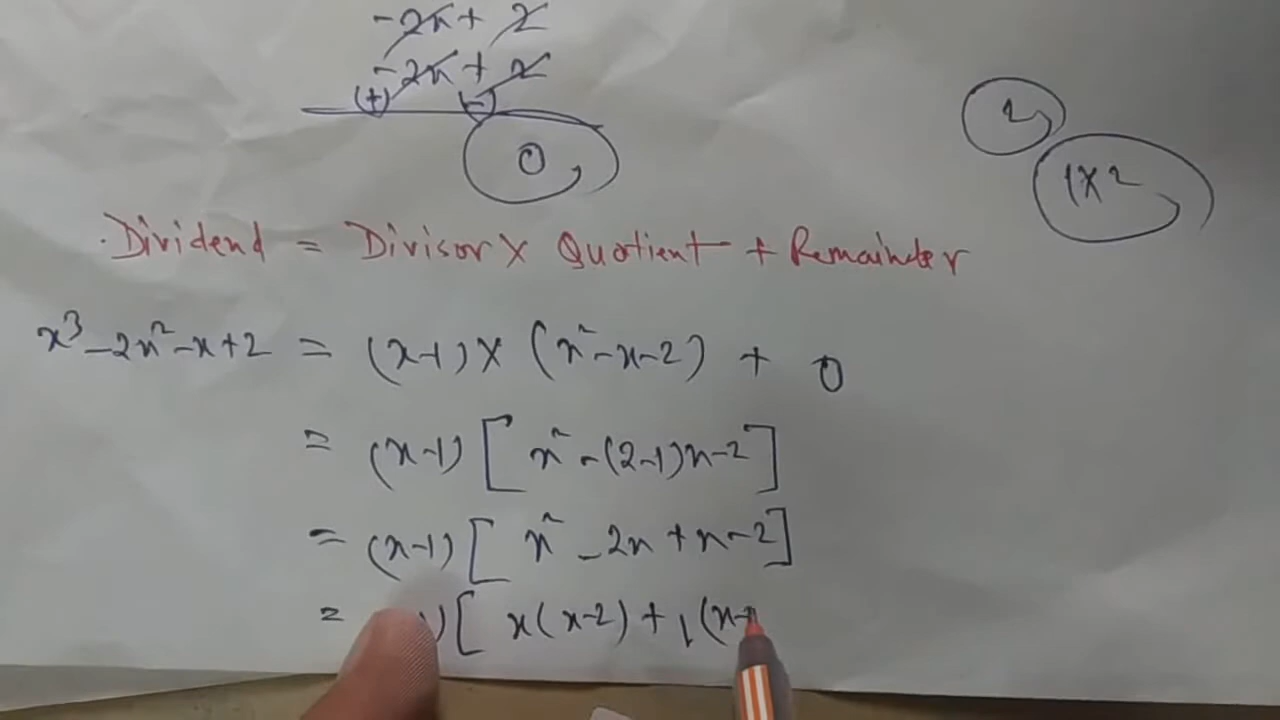 -2x + 2
-2x + 2
(+) (-)
0
2
1x2
Dividend = Divisor x Quotient + Remainder
x³-2x²-x+2 = (x-1) x (x²-x-2) + 0
= (x-1) [ x² - (2-1)x-2 ]
= (x-1) [ x² - 2x + x - 2 ]
= 1) [ x(x-2) + 1(x-